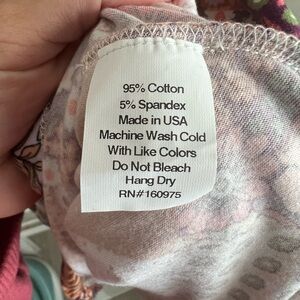 95% Cotton
5% Spandex
Made in USA
Machine Wash Cold
With Like Colors
Do Not Bleach
Hang Dry
RN#160975